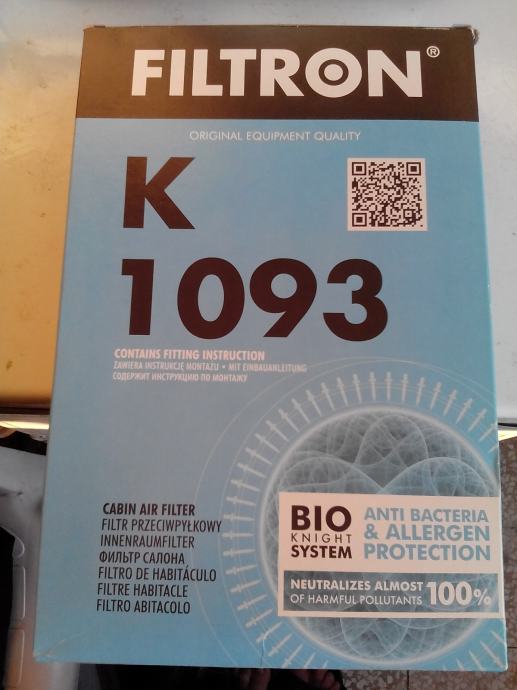 FILTRON®
ORIGINAL EQUIPMENT QUALITY
K
1093
CONTAINS FITTING INSTRUCTION
ZAWIERA INSTRUKCJĘ MONTAŻU • MIT EINBAUANLEITUNG
СОДЕРЖИТ ИНСТРУКЦИЮ ПО МОНТАЖУ
CABIN AIR FILTER
FILTR PRZECIWPYŁKOWY
INNENRAUMFILTER
ФИЛЬТР САЛОНА
FILTRO DE HABITÁCULO
FILTRE HABITACLE
FILTRO ABITACOLO
BIO
KNIGHT
SYSTEM
ANTI BACTERIA
& ALLERGEN
PROTECTION
NEUTRALIZES ALMOST
OF HARMFUL POLLUTANTS 100%